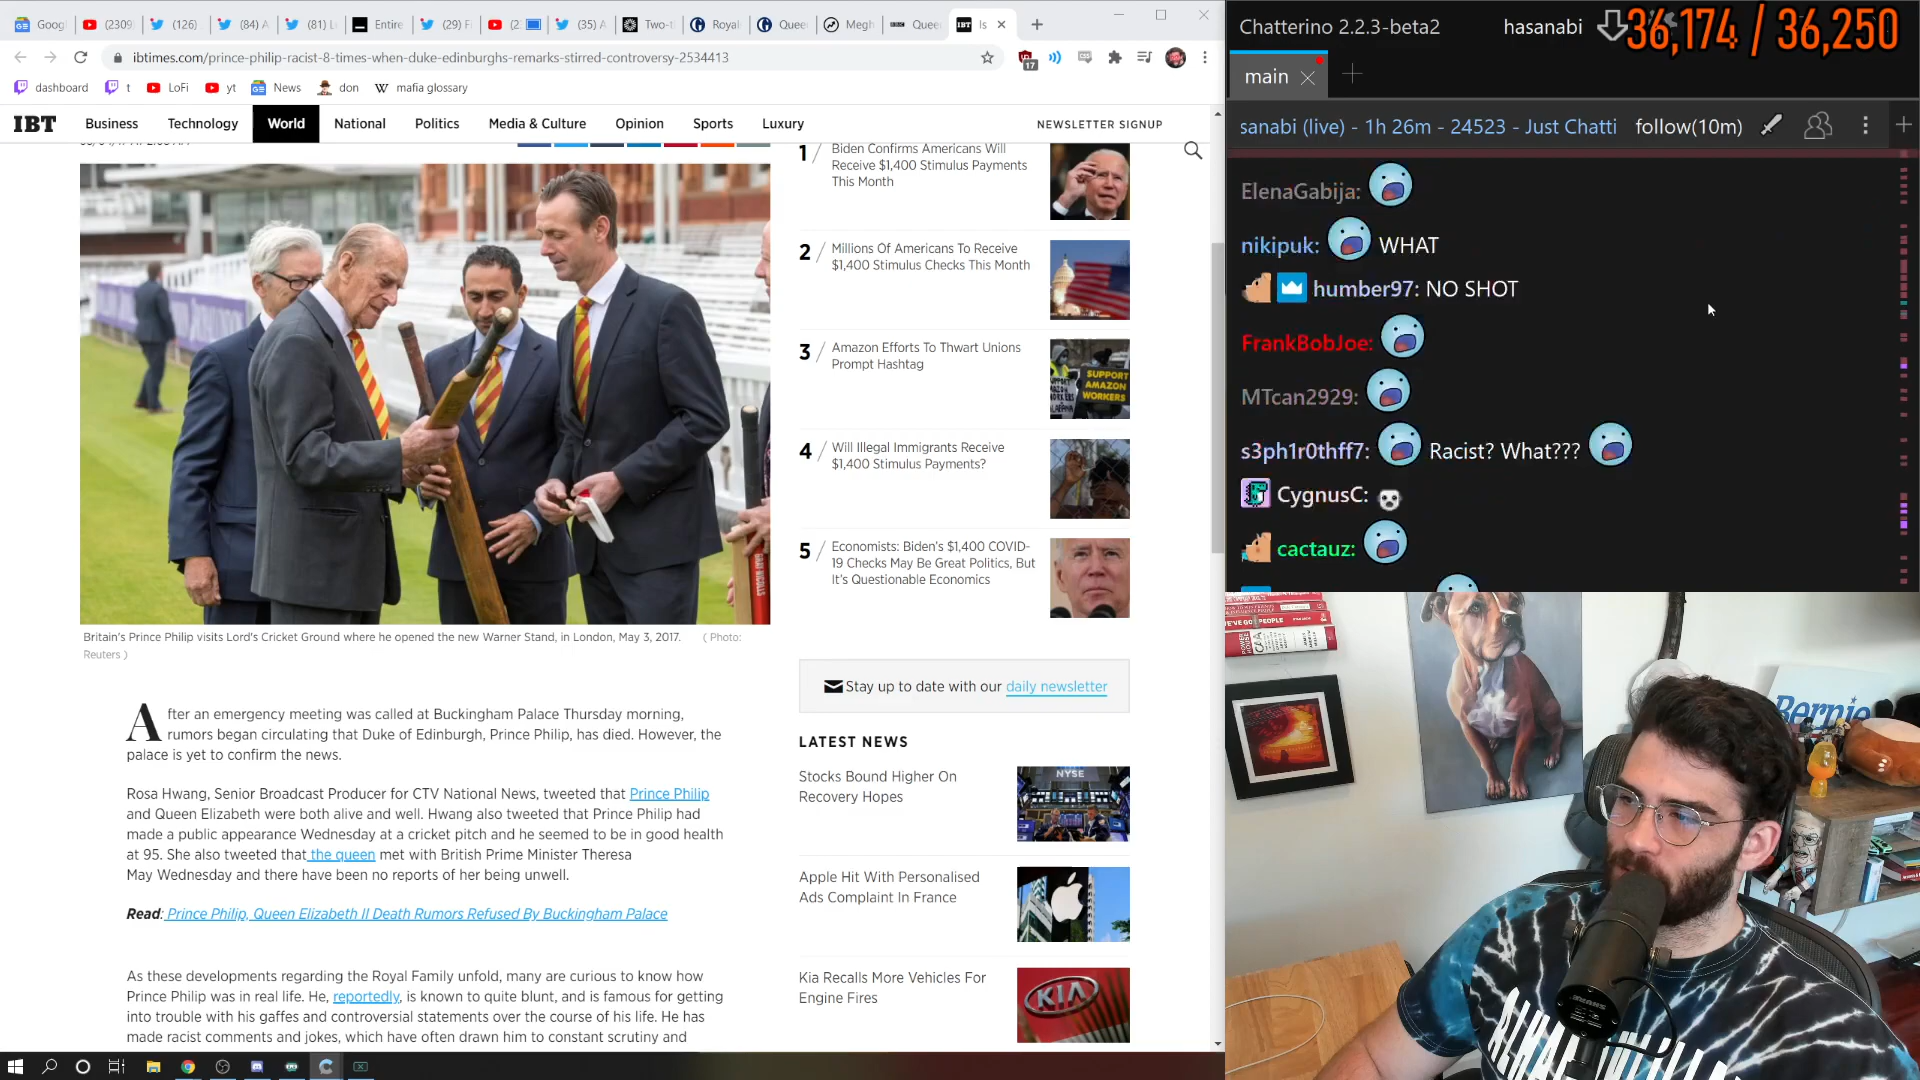 Goog
(2309
(126)
(84) A
(81) L
Entire
(29) F
(2
(35) A
Two-t
Royal
Quee
Megh
Quee
Is
ibtimes.com/prince-philip-racist-8-times-when-duke-edinburghs-remarks-stirred-controversy-2534413
17
dashboard
t
LoFi
yt
News
don
mafia glossary
IBT
Business
Technology
World
National
Politics
Media & Culture
Opinion
Sports
Luxury
NEWSLETTER SIGNUP
Britain's Prince Philip visits Lord's Cricket Ground where he opened the new Warner Stand, in London, May 3, 2017. ( Photo:
Reuters )
After an emergency meeting was called at Buckingham Palace Thursday morning,
rumors began circulating that Duke of Edinburgh, Prince Philip, has died. However, the
palace is yet to confirm the news.
Rosa Hwang, Senior Broadcast Producer for CTV National News, tweeted that Prince Philip
and Queen Elizabeth were both alive and well. Hwang also tweeted that Prince Philip had
made a public appearance Wednesday at a cricket pitch and he seemed to be in good health
at 95. She also tweeted that the queen met with British Prime Minister Theresa
May Wednesday and there have been no reports of her being unwell.
Read: Prince Philip, Queen Elizabeth II Death Rumors Refused By Buckingham Palace
As these developments regarding the Royal Family unfold, many are curious to know how
Prince Philip was in real life. He, reportedly, is known to quite blunt, and is famous for getting
into trouble with his gaffes and controversial statements over the course of his life. He has
made racist comments and jokes, which have often drawn him to constant scrutiny and
1 / Biden Confirms Americans Will
Receive $1,400 Stimulus Payments
This Month
2 / Millions Of Americans To Receive
$1,400 Stimulus Checks This Month
3 / Amazon Efforts To Thwart Unions
Prompt Hashtag
SUPPORT
AMAZON
WORKERS
4 / Will Illegal Immigrants Receive
$1,400 Stimulus Payments?
5 / Economists: Biden's $1,400 COVID-
19 Checks May Be Great Politics, But
It's Questionable Economics
Stay up to date with our daily newsletter
LATEST NEWS
Stocks Bound Higher On
Recovery Hopes
NYSE
Apple Hit With Personalised
Ads Complaint In France
Kia Recalls More Vehicles For
Engine Fires
KIA
Chatterino 2.2.3-beta2
hasanabi
36,174 / 36,250
main
sanabi (live) - 1h 26m - 24523 - Just Chatti
follow(10m)
ElenaGabija:
nikipuk: WHAT
humber97: NO SHOT
FrankBobJoe:
MTcan2929:
s3ph1r0thff7: Racist? What???
CygnusC:
cactauz:
Bernie